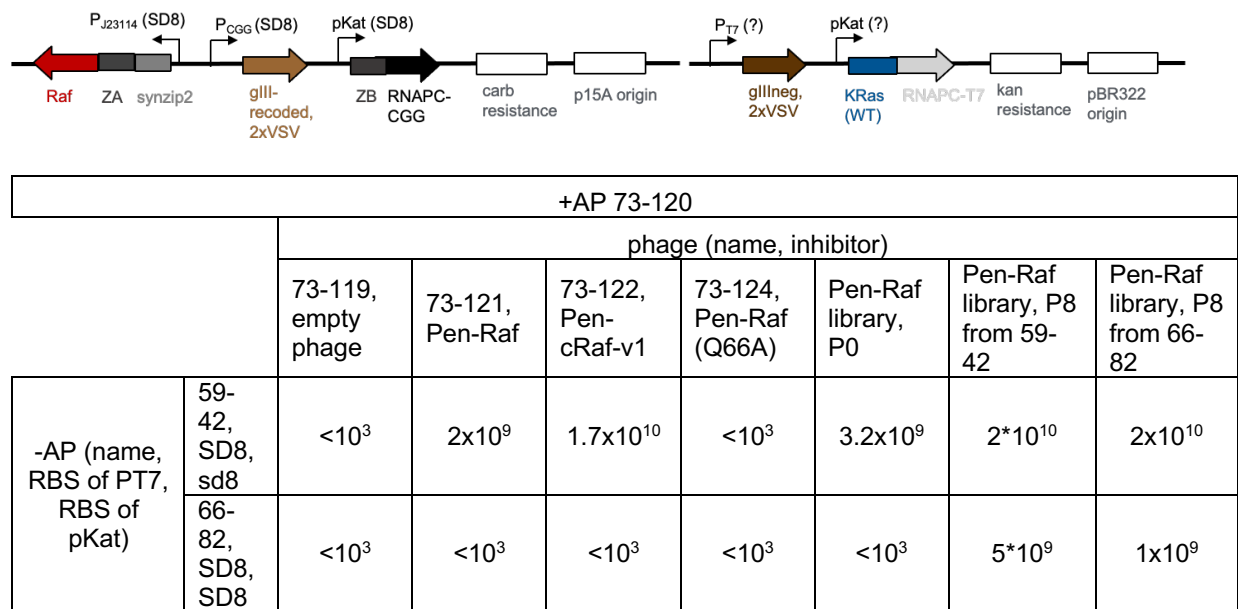 P_J23114 (SD8)
P_CGG (SD8)
pKat (SD8)
P_T7 (?)
pKat (?)
Raf
ZA
synzip2
gIII-
recoded,
2xVSV
ZB
RNAPC-
CGG
carb
resistance
p15A origin
gIIIneg,
2xVSV
KRas
(WT)
RNAPC-T7
kan
resistance
pBR322
origin
+AP 73-120
phage (name, inhibitor)
73-119,
empty
phage
73-121,
Pen-Raf
73-122,
Pen-
cRaf-v1
73-124,
Pen-Raf
(Q66A)
Pen-Raf
library,
P0
Pen-Raf
library, P8
from 59-
42
Pen-Raf
library, P8
from 66-
82
-AP (name,
RBS of PT7,
RBS of
pKat)
59-
42,
SD8,
sd8
<10³
2x10⁹
1.7x10¹⁰
<10³
3.2x10⁹
2*10¹⁰
2x10¹⁰
66-
82,
SD8,
SD8
<10³
<10³
<10³
<10³
<10³
5*10⁹
1x10⁹